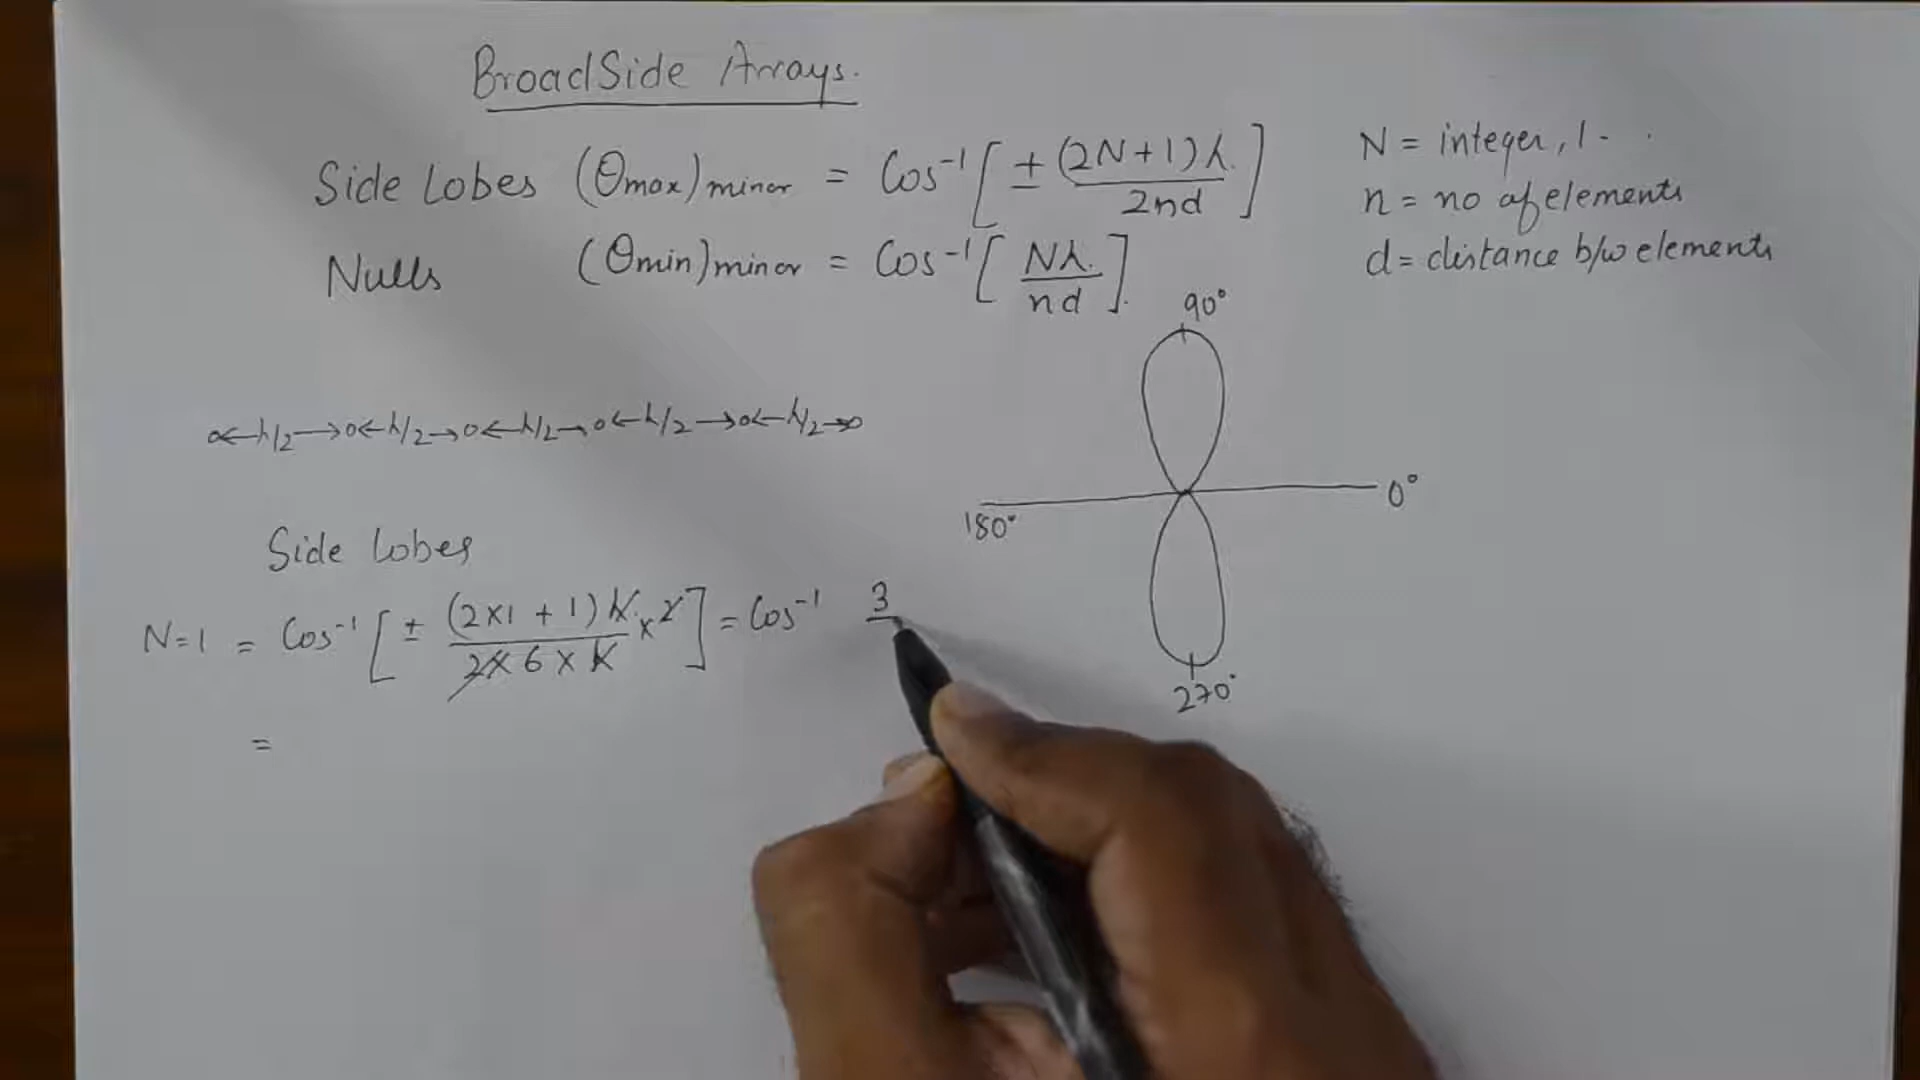 BroadSide Arrays.
Side Lobes (θmax)minor = Cos⁻¹ [± (2N+1)λ / 2nd]
N = integer, 1 - .
n = no of elements
Nulls (θmin)minor = Cos⁻¹ [Nλ / nd].
d = distance b/w elements
90°
o←λ/2→o←λ/2→o←λ/2→o←λ/2→o←λ/2→o
0°
180°
Side Lobes
N=1 = Cos⁻¹ [± (2×1 + 1) λ × 2 / 2× 6 × λ] = Cos⁻¹ 3
270°
=